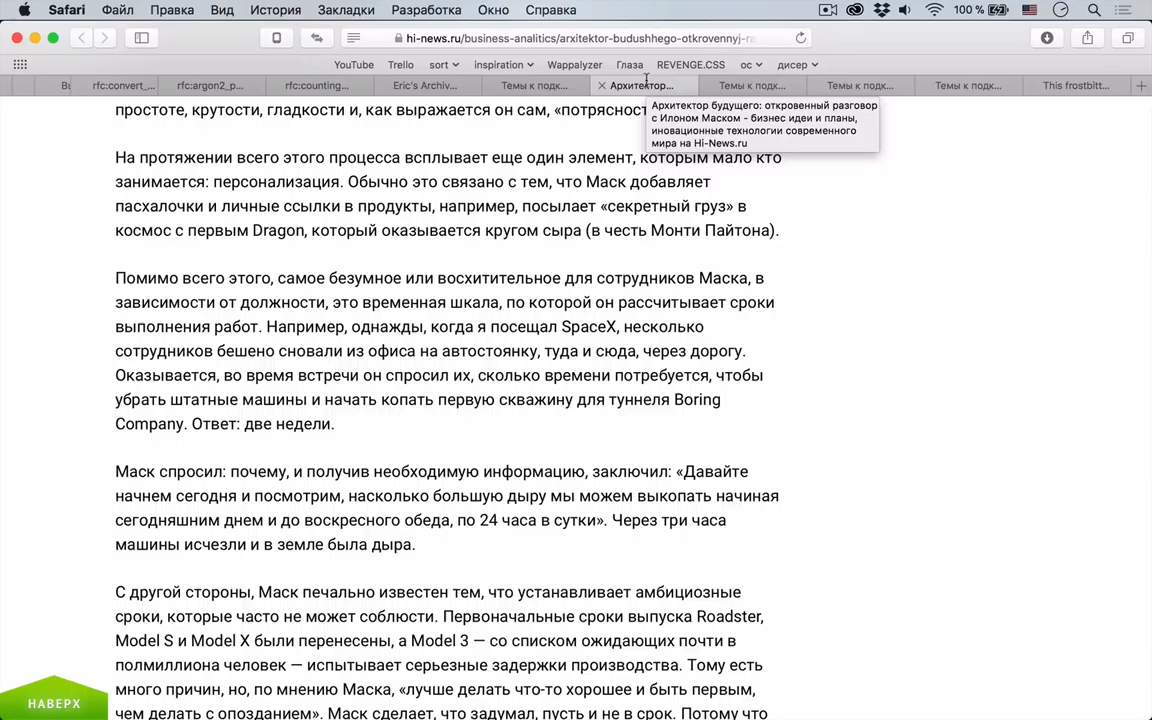 Safari Файл Правка Вид История Закладки Разработка Окно Справка 100 %
hi-news.ru/business-analitics/arxitektor-budushhego-otkrovennyj-ra
YouTube Trello sort inspiration Wappalyzer Глаза REVENGE.CSS ос дисер
rfc:convert_... rfc:argon2_p... rfc:counting... Eric's Archiv... Темы к подк... Архитектор... Темы к подк... Темы к подк... Темы к подк... This frostbitt...
Архитектор будущего: откровенный разговор
с Илоном Маском - бизнес идеи и планы,
иновационные технологии современного
мира на Hi-News.ru
простоте, крутости, гладкости и, как выражается он сам, «потрясност
На протяжении всего этого процесса всплывает еще один элемент, которым мало кто
занимается: персонализация. Обычно это связано с тем, что Маск добавляет
пасхалочки и личные ссылки в продукты, например, посылает «секретный груз» в
космос с первым Dragon, который оказывается кругом сыра (в честь Монти Пайтона).
Помимо всего этого, самое безумное или восхитительное для сотрудников Маска, в
зависимости от должности, это временная шкала, по которой он рассчитывает сроки
выполнения работ. Например, однажды, когда я посещал SpaceX, несколько
сотрудников бешено сновали из офиса на автостоянку, туда и сюда, через дорогу.
Оказывается, во время встречи он спросил их, сколько времени потребуется, чтобы
убрать штатные машины и начать копать первую скважину для туннеля Boring
Company. Ответ: две недели.
Маск спросил: почему, и получив необходимую информацию, заключил: «Давайте
начнем сегодня и посмотрим, насколько большую дыру мы можем выкопать начиная
сегодняшним днем и до воскресного обеда, по 24 часа в сутки». Через три часа
машины исчезли и в земле была дыра.
С другой стороны, Маск печально известен тем, что устанавливает амбициозные
сроки, которые часто не может соблюсти. Первоначальные сроки выпуска Roadster,
Model S и Model X были перенесены, а Model 3 — со списком ожидающих почти в
полмиллиона человек — испытывает серьезные задержки производства. Тому есть
много причин, но, по мнению Маска, «лучше делать что-то хорошее и быть первым,
чем делать с опозданием». Маск сделает, что задумал, пусть и не в срок. Потому что
НАВЕРХ